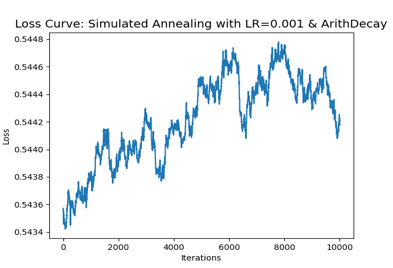 Loss Curve: Simulated Annealing with LR=0.001 & ArithDecay
0.5448
0.5446
0.5444
0.5442
0.5440
0.5438
0.5436
0.5434
Loss
0 2000 4000 6000 8000 10000
Iterations